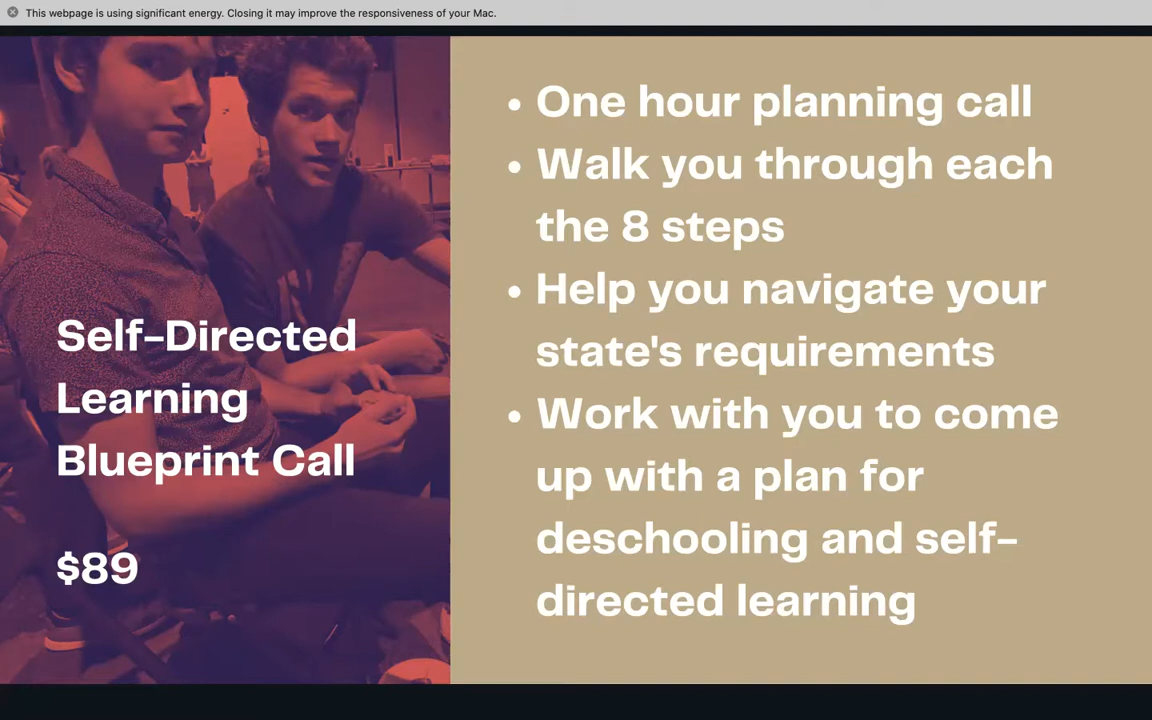 This webpage is using significant energy. Closing it may improve the responsiveness of your Mac.
Self-Directed
Learning
Blueprint Call
$89
• One hour planning call
• Walk you through each
the 8 steps
• Help you navigate your
state's requirements
• Work with you to come
up with a plan for
deschooling and self-
directed learning